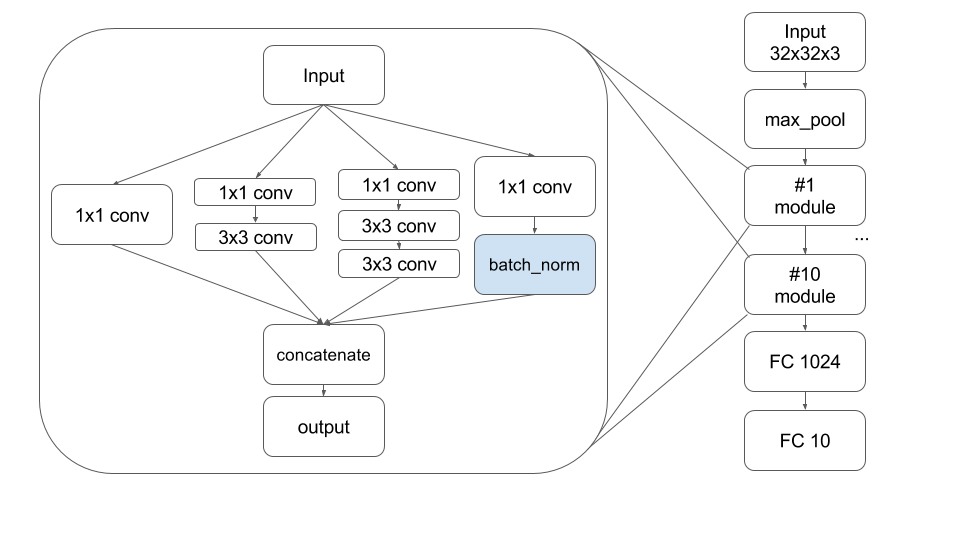 Input
1x1 conv
1x1 conv
3x3 conv
1x1 conv
3x3 conv
3x3 conv
1x1 conv
batch_norm
concatenate
output
Input
32x32x3
max_pool
#1
module
...
#10
module
FC 1024
FC 10